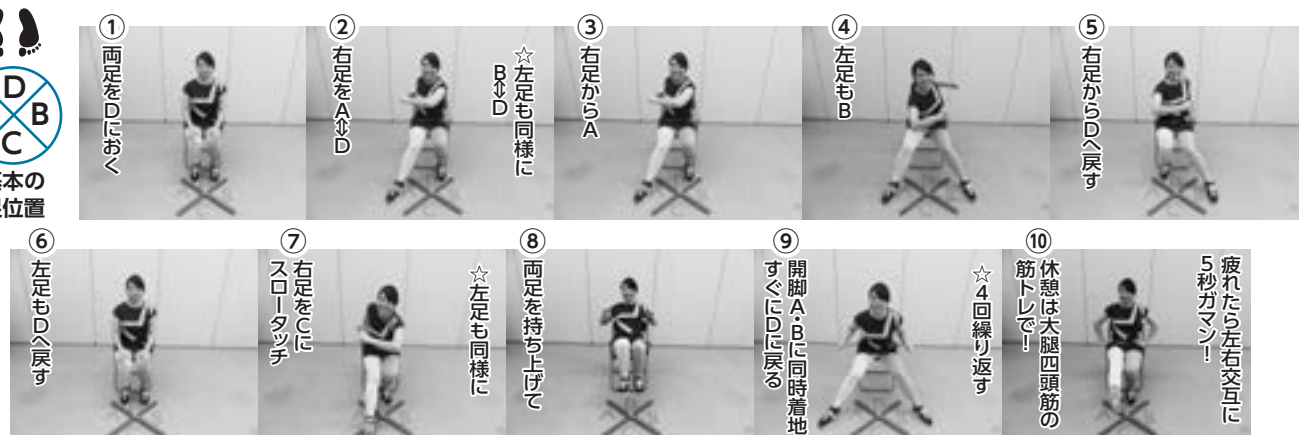 D
B
C
本の
位置
①
両足をDにおく
②
右足をA⇔D
☆左足も同様に
B⇔D
③
右足からA
④
左足もB
⑤
右足からDへ戻す
⑥
左足もDへ戻す
⑦
右足をCに
スロータッチ
☆左足も同様に
⑧
両足を持ち上げて
⑨
開脚A・Bに同時着地
すぐにDに戻る
☆4回繰り返す
⑩
休憩は大腿四頭筋の
筋トレで！
疲れたら左右交互に
5秒ガマン！